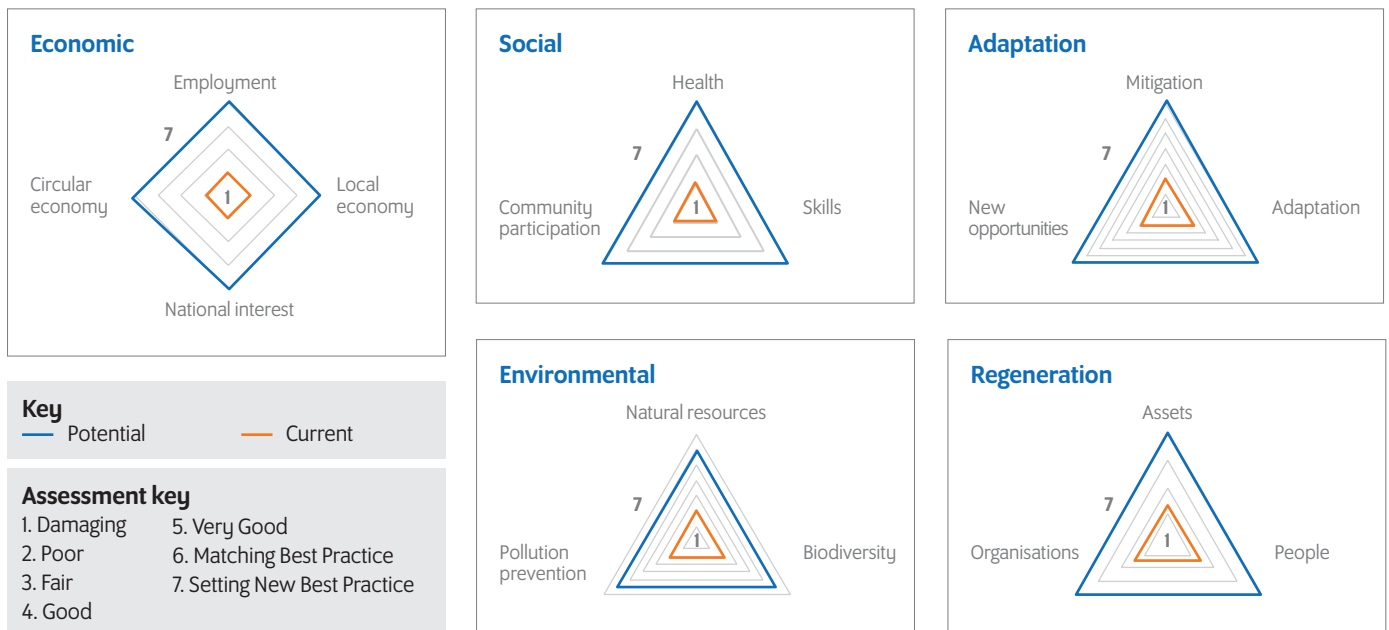 Economic
Employment
7
Circular
economy
1
Local
economy
National interest
Social
Health
7
Community
participation
1
Skills
Adaptation
Mitigation
7
New
opportunities
1
Adaptation
Key
Potential
Current
Assessment key
1. Damaging
2. Poor
3. Fair
4. Good
5. Very Good
6. Matching Best Practice
7. Setting New Best Practice
Environmental
Natural resources
7
Pollution
prevention
1
Biodiversity
Regeneration
Assets
7
Organisations
1
People